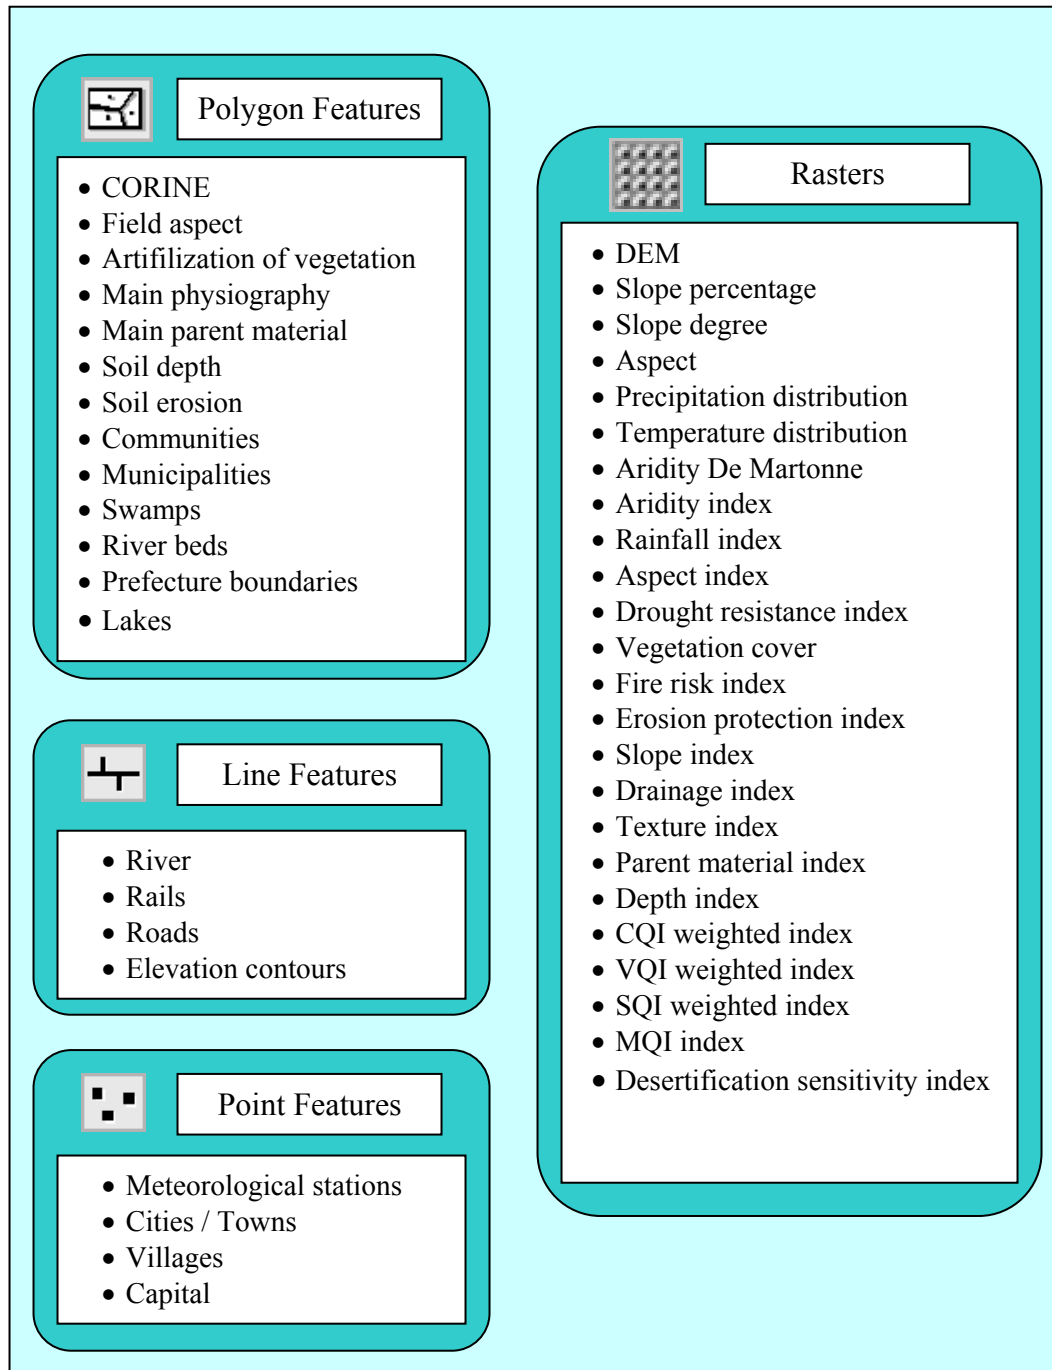 Polygon Features
• CORINE
• Field aspect
• Artifilization of vegetation
• Main physiography
• Main parent material
• Soil depth
• Soil erosion
• Communities
• Municipalities
• Swamps
• River beds
• Prefecture boundaries
• Lakes
Line Features
• River
• Rails
• Roads
• Elevation contours
Point Features
• Meteorological stations
• Cities / Towns
• Villages
• Capital
Rasters
• DEM
• Slope percentage
• Slope degree
• Aspect
• Precipitation distribution
• Temperature distribution
• Aridity De Martonne
• Aridity index
• Rainfall index
• Aspect index
• Drought resistance index
• Vegetation cover
• Fire risk index
• Erosion protection index
• Slope index
• Drainage index
• Texture index
• Parent material index
• Depth index
• CQI weighted index
• VQI weighted index
• SQI weighted index
• MQI index
• Desertification sensitivity index